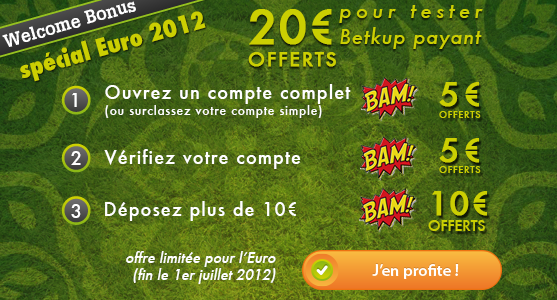 Welcome Bonus
spécial Euro 2012
20€
OFFERTS
pour tester
Betkup payant
1 Ouvrez un compte complet
(ou surclassez votre compte simple)
BAM!
5€
OFFERTS
2 Vérifiez votre compte
BAM!
5€
OFFERTS
3 Déposez plus de 10€
BAM!
10€
OFFERTS
offre limitée pour l'Euro
(fin le 1er juillet 2012)
J'en profite !